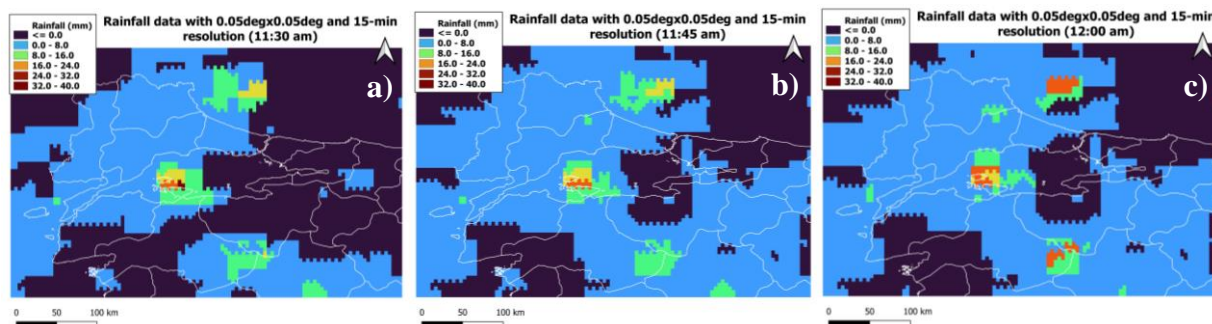 Rainfall data with 0.05degx0.05deg and 15-min
resolution (11:30 am)
Rainfall (mm)
<= 0.0
0.0 - 8.0
8.0 - 16.0
16.0 - 24.0
24.0 - 32.0
32.0 - 40.0
a)
0 50 100 km
Rainfall data with 0.05degx0.05deg and 15-min
resolution (11:45 am)
Rainfall (mm)
<= 0.0
0.0 - 8.0
8.0 - 16.0
16.0 - 24.0
24.0 - 32.0
32.0 - 40.0
b)
0 50 100 km
Rainfall data with 0.05degx0.05deg and 15-min
resolution (12:00 am)
Rainfall (mm)
<= 0.0
0.0 - 8.0
8.0 - 16.0
16.0 - 24.0
24.0 - 32.0
32.0 - 40.0
c)
0 50 100 km